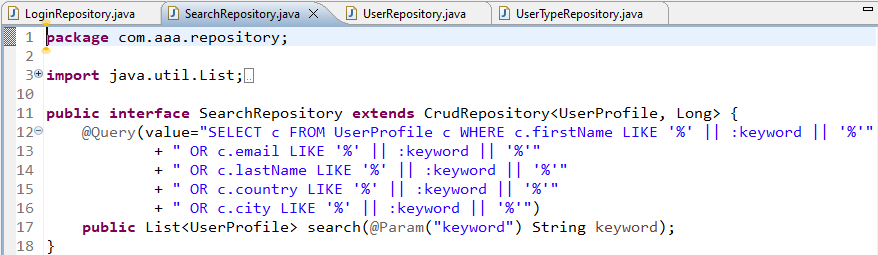 LoginRepository.java SearchRepository.java UserRepository.java UserTypeRepository.java
1 package com.aaa.repository;
2
3 import java.util.List;
10
11 public interface SearchRepository extends CrudRepository<UserProfile, Long> {
12 @Query(value="SELECT c FROM UserProfile c WHERE c.firstName LIKE '%' || :keyword || '%'"
13 + " OR c.email LIKE '%' || :keyword || '%'"
14 + " OR c.lastName LIKE '%' || :keyword || '%'"
15 + " OR c.country LIKE '%' || :keyword || '%'"
16 + " OR c.city LIKE '%' || :keyword || '%'")
17 public List<UserProfile> search(@Param("keyword") String keyword);
18 }